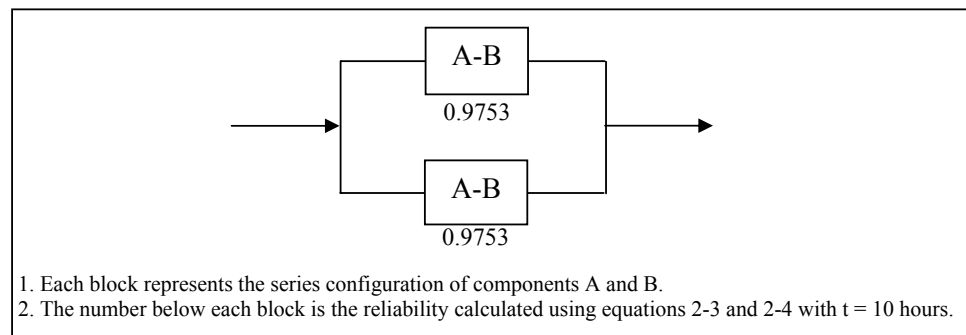 A-B
0.9753
A-B
0.9753
1. Each block represents the series configuration of components A and B.
2. The number below each block is the reliability calculated using equations 2-3 and 2-4 with t = 10 hours.